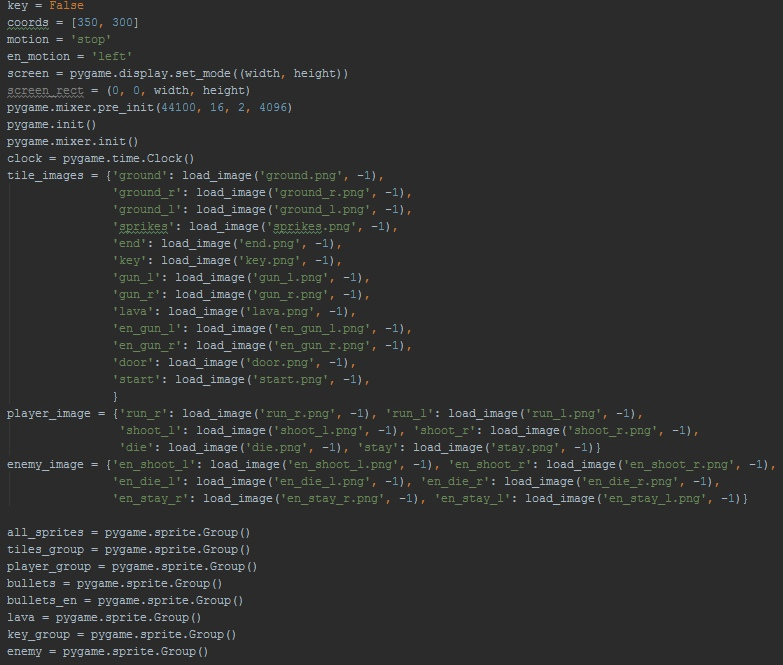 key = False
coords = [350, 300]
motion = 'stop'
en_motion = 'left'
screen = pygame.display.set_mode((width, height))
screen_rect = (0, 0, width, height)
pygame.mixer.pre_init(44100, 16, 2, 4096)
pygame.init()
pygame.mixer.init()
clock = pygame.time.Clock()
tile_images = {'ground': load_image('ground.png', -1),
'ground_r': load_image('ground_r.png', -1),
'ground_l': load_image('ground_l.png', -1),
'sprikes': load_image('sprikes.png', -1),
'end': load_image('end.png', -1),
'key': load_image('key.png', -1),
'gun_l': load_image('gun_l.png', -1),
'gun_r': load_image('gun_r.png', -1),
'lava': load_image('lava.png', -1),
'en_gun_l': load_image('en_gun_l.png', -1),
'en_gun_r': load_image('en_gun_r.png', -1),
'door': load_image('door.png', -1),
'start': load_image('start.png', -1),
}
player_image = {'run_r': load_image('run_r.png', -1), 'run_l': load_image('run_l.png', -1),
'shoot_l': load_image('shoot_l.png', -1), 'shoot_r': load_image('shoot_r.png', -1),
'die': load_image('die.png', -1), 'stay': load_image('stay.png', -1)}
enemy_image = {'en_shoot_l': load_image('en_shoot_l.png', -1), 'en_shoot_r': load_image('en_shoot_r.png', -1),
'en_die_l': load_image('en_die_l.png', -1), 'en_die_r': load_image('en_die_r.png', -1),
'en_stay_r': load_image('en_stay_r.png', -1), 'en_stay_l': load_image('en_stay_l.png', -1)}
all_sprites = pygame.sprite.Group()
tiles_group = pygame.sprite.Group()
player_group = pygame.sprite.Group()
bullets = pygame.sprite.Group()
bullets_en = pygame.sprite.Group()
lava = pygame.sprite.Group()
key_group = pygame.sprite.Group()
enemy = pygame.sprite.Group()